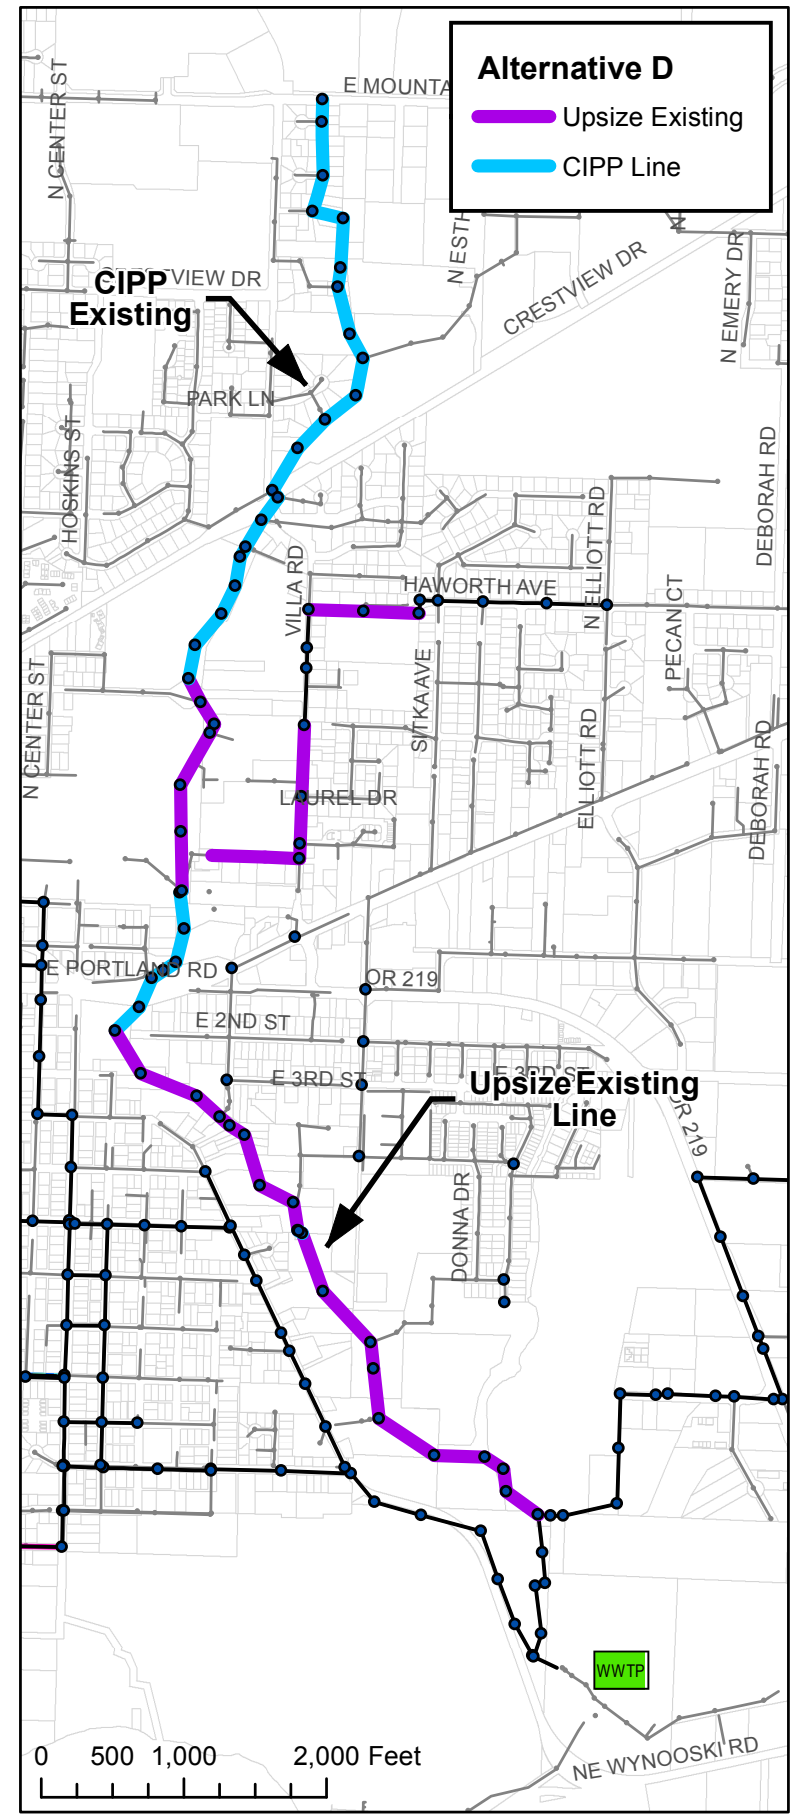 Alternative D
Upsize Existing
CIPP Line
N CENTER ST
E MOUNTA
N ESTH
N
N EMERY DR
CRESTVIEW DR
STVIEW DR
CIPP
Existing
PARK LN
HOSKINS ST
DEBORAH RD
N ELLIOTT RD
VILLA RD
HAWORTH AVE
PECAN CT
SITKA AVE
N CENTER ST
ELLIOTT RD
DEBORAH RD
LAUREL DR
E PORTLAND RD
OR 219
E 2ND ST
E 3RD ST
E 3RD ST
Upsize Existing
Line
OR 219
DONNA DR
WWTP
NE WYNOOSKI RD
0 500 1,000 2,000 Feet